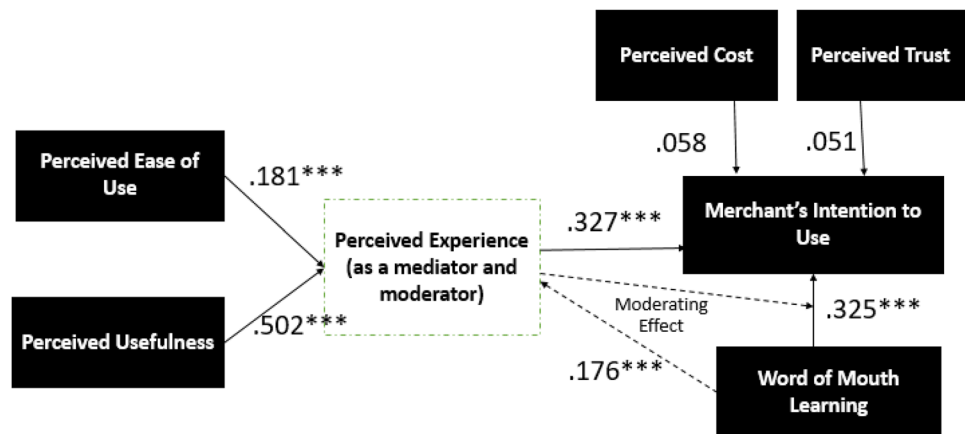 Perceived Cost
Perceived Trust
.058
.051
Perceived Ease of
Use
.181***
Merchant's Intention to
Use
.327***
Perceived Experience
(as a mediator and
moderator)
Moderating
Effect
.325***
Perceived Usefulness
.502***
.176***
Word of Mouth
Learning